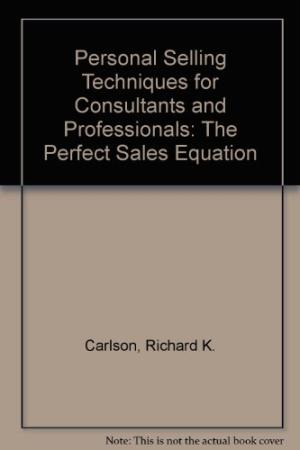 Personal Selling
Techniques for
Consultants and
Professionals: The
Perfect Sales Equation
Carlson, Richard K.
Note: This is not the actual book cover